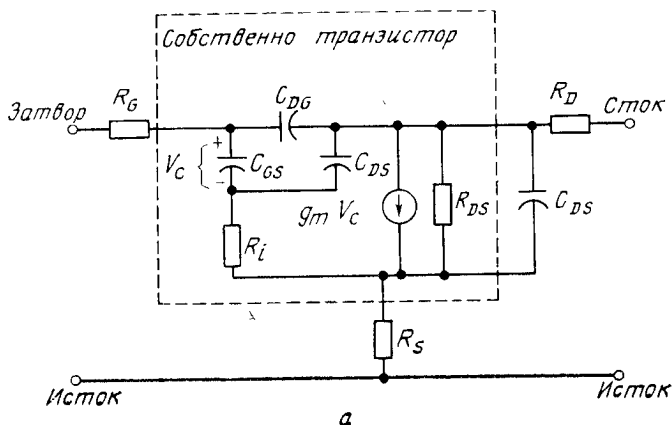 Собственно транзистор
Затвор
R_G
C_DG
R_D
Сток
V_C
+
-
C_GS
C_DS
g_m V_C
R_DS
C_DS
R_i
R_S
Исток
Исток
а